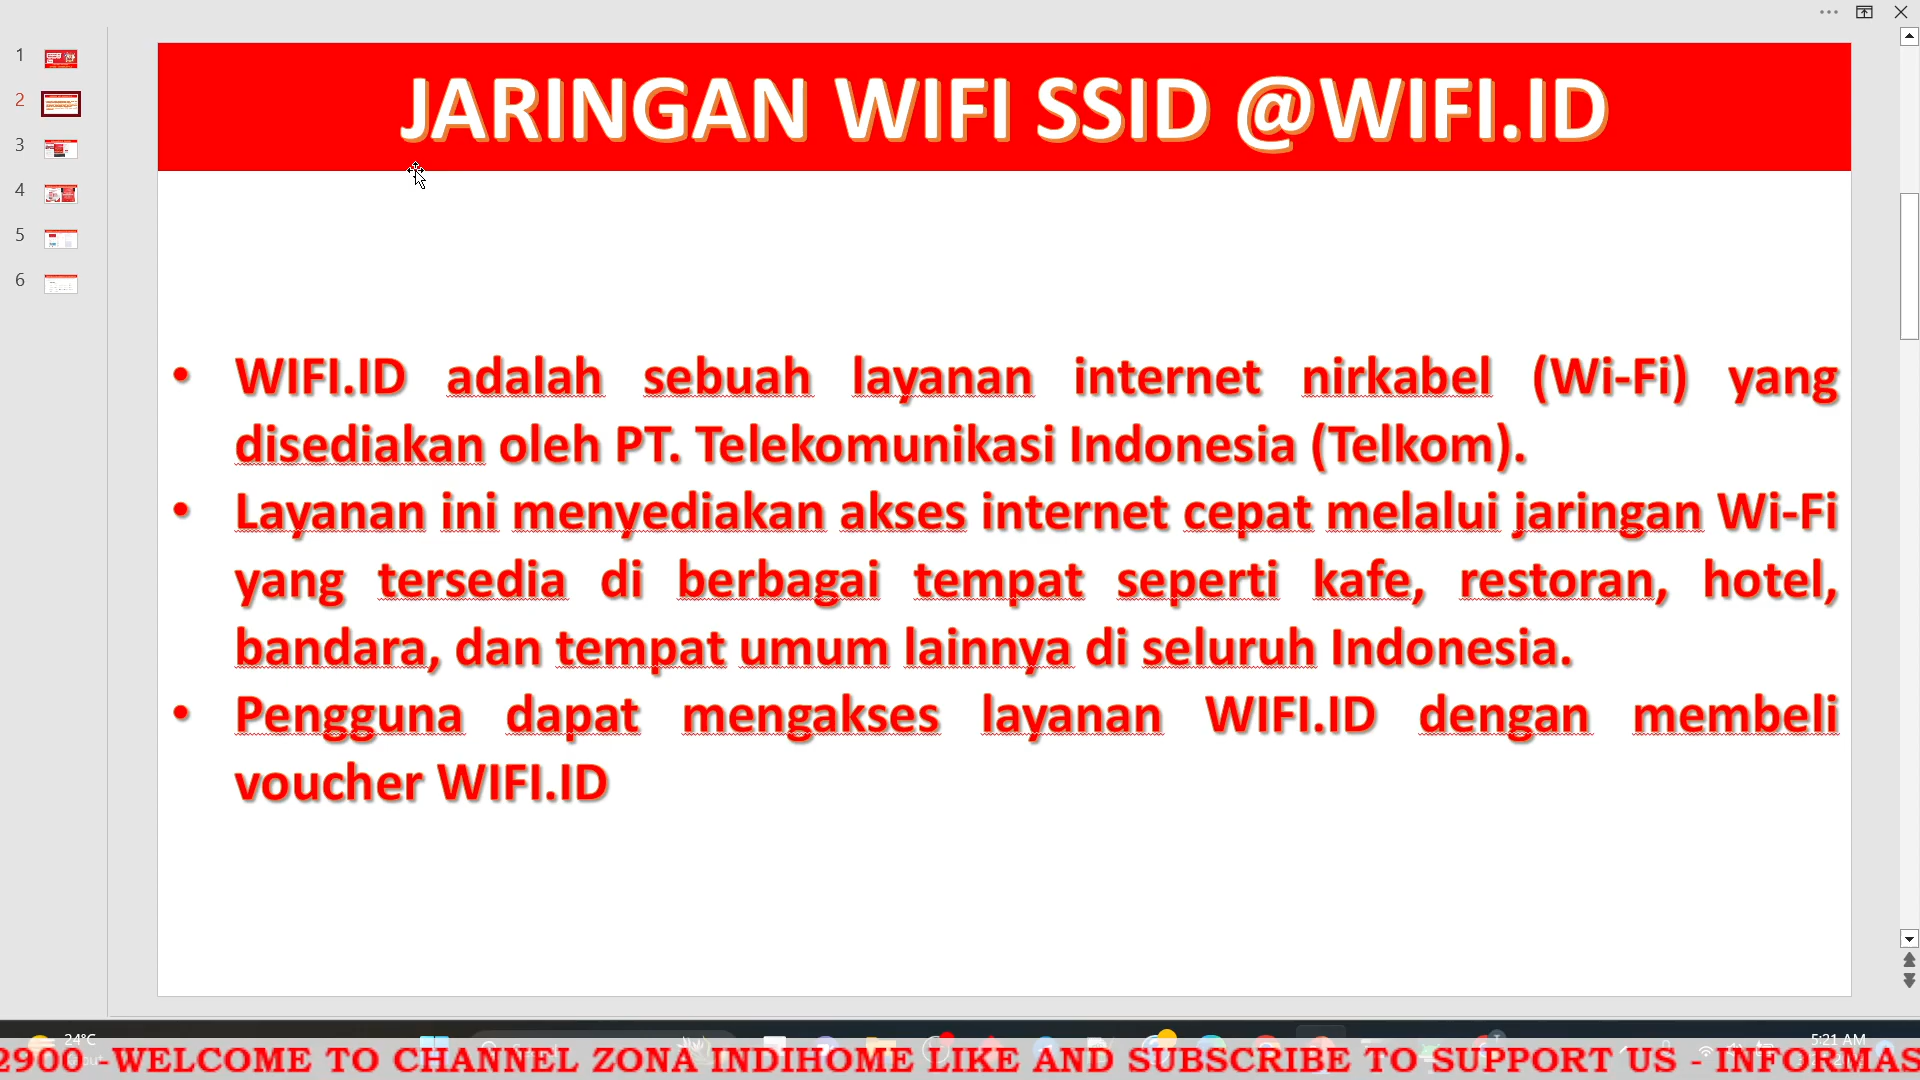 1
2
3
4
5
6
JARINGAN WIFI SSID @WIFI.ID
• WIFI.ID adalah sebuah layanan internet nirkabel (Wi-Fi) yang
disediakan oleh PT. Telekomunikasi Indonesia (Telkom).
• Layanan ini menyediakan akses internet cepat melalui jaringan Wi-Fi
yang tersedia di berbagai tempat seperti kafe, restoran, hotel,
bandara, dan tempat umum lainnya di seluruh Indonesia.
• Pengguna dapat mengakses layanan WIFI.ID dengan membeli
voucher WIFI.ID
24°C
5:21 AM
2900 -WELCOME TO CHANNEL ZONA INDIHOME LIKE AND SUBSCRIBE TO SUPPORT US - INFORMAS